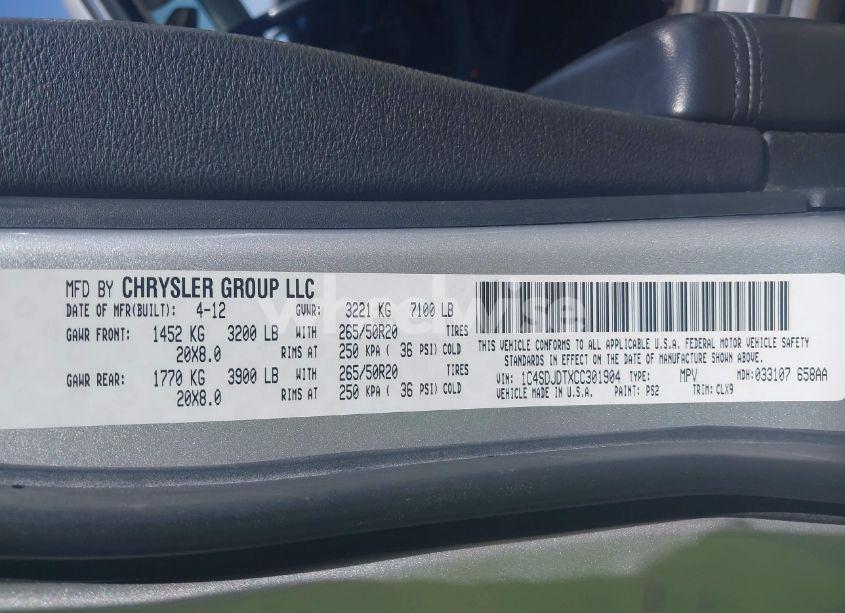 MFD BY CHRYSLER GROUP LLC
DATE OF MFR(BUILT): 4-12 GVWR: 3221 KG 7100 LB
GAWR FRONT: 1452 KG 3200 LB WITH 265/50R20 TIRES
20X8.0 RIMS AT 250 KPA ( 36 PSI) COLD
GAWR REAR: 1770 KG 3900 LB WITH 265/50R20 TIRES
20X8.0 RIMS AT 250 KPA ( 36 PSI) COLD
THIS VEHICLE CONFORMS TO ALL APPLICABLE U.S.A. FEDERAL MOTOR VEHICLE SAFETY
STANDARDS IN EFFECT ON THE DATE OF MANUFACTURE SHOWN ABOVE.
VIN: 1C4SDJDTXCC301904 TYPE: MPV MDH: 033107 658AA
VEHICLE MADE IN U.S.A. PAINT: PS2 TRIM: CLX9
wheelwise